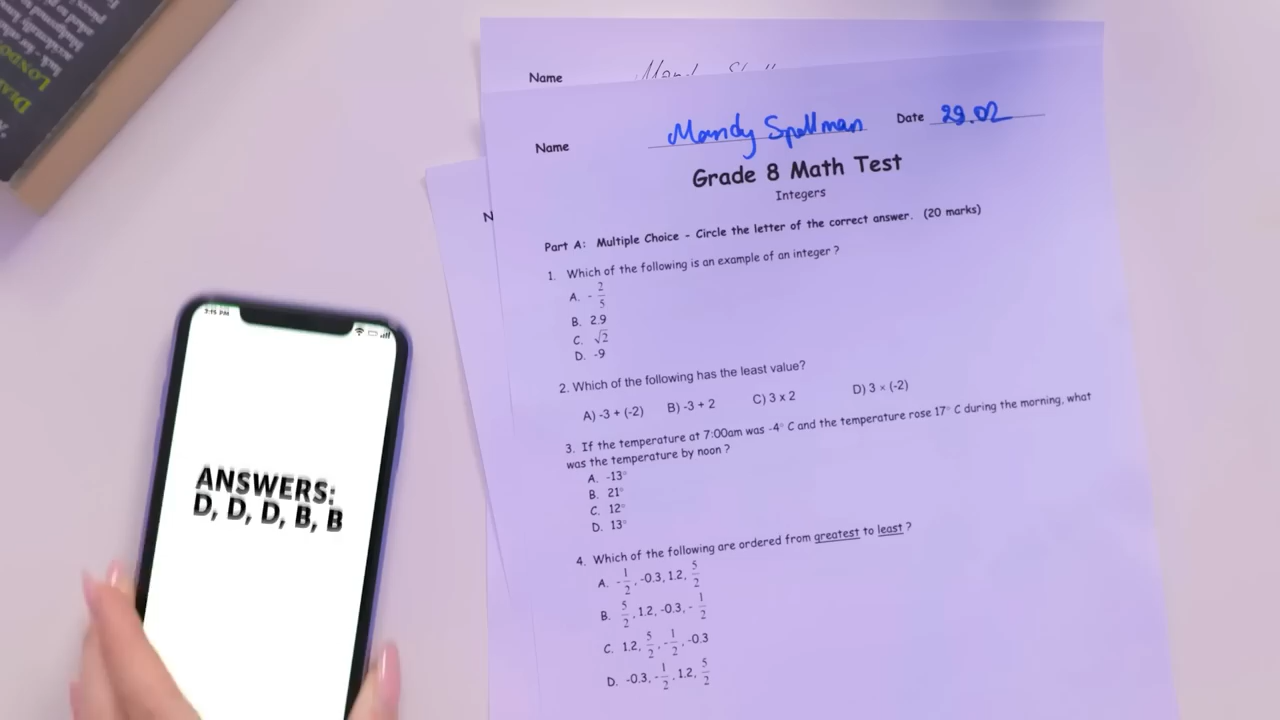 LONDO
Name
Name Mandy Spellman Date 29.02
Grade 8 Math Test
Integers
Part A: Multiple Choice - Circle the letter of the correct answer. (20 marks)
1. Which of the following is an example of an integer ?
A. - 2/5
B. 2.9
C. √2
D. -9
2. Which of the following has the least value?
A) -3 + (-2) B) -3 + 2 C) 3 x 2 D) 3 × (-2)
3. If the temperature at 7:00am was -4° C and the temperature rose 17° C during the morning, what
was the temperature by noon ?
A. -13°
B. 21°
C. 12°
D. 13°
4. Which of the following are ordered from greatest to least ?
A. -1/2, -0.3, 1.2, 5/2
B. 5/2, 1.2, -0.3, -1/2
C. 1.2, 5/2, -1/2, -0.3
D. -0.3, -1/2, 1.2, 5/2
ANSWERS:
D, D, D, B, B